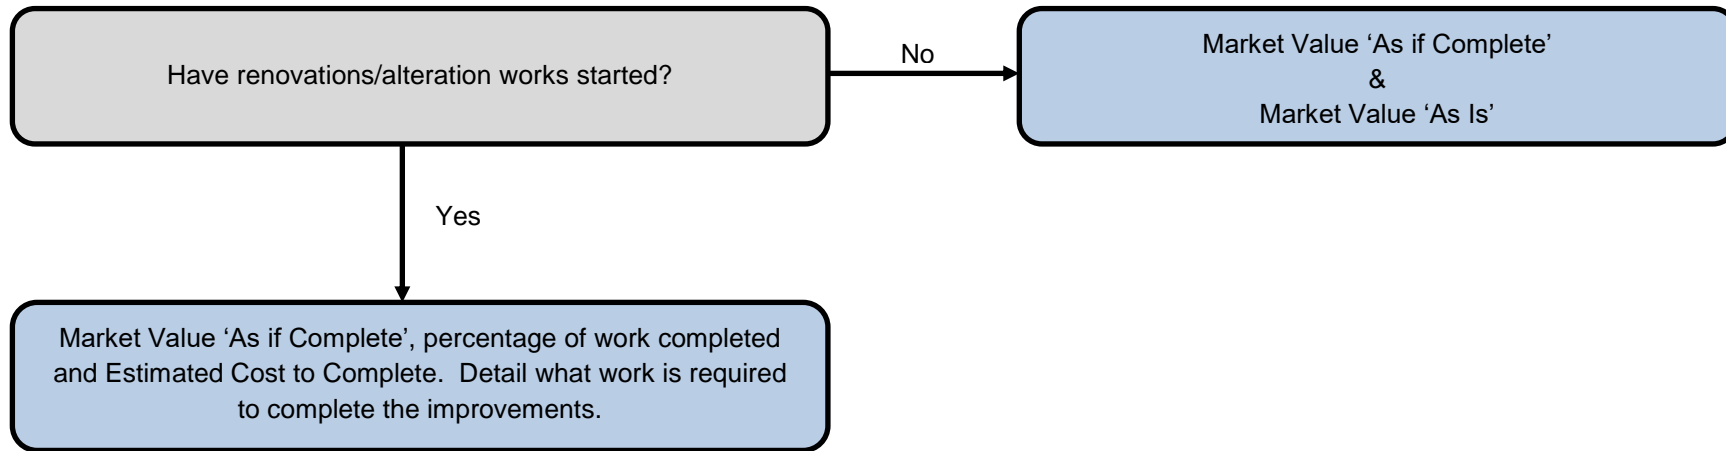 Have renovations/alteration works started?
No
Market Value ‘As if Complete’
&
Market Value ‘As Is’
Yes
Market Value ‘As if Complete’, percentage of work completed
and Estimated Cost to Complete.  Detail what work is required
to complete the improvements.